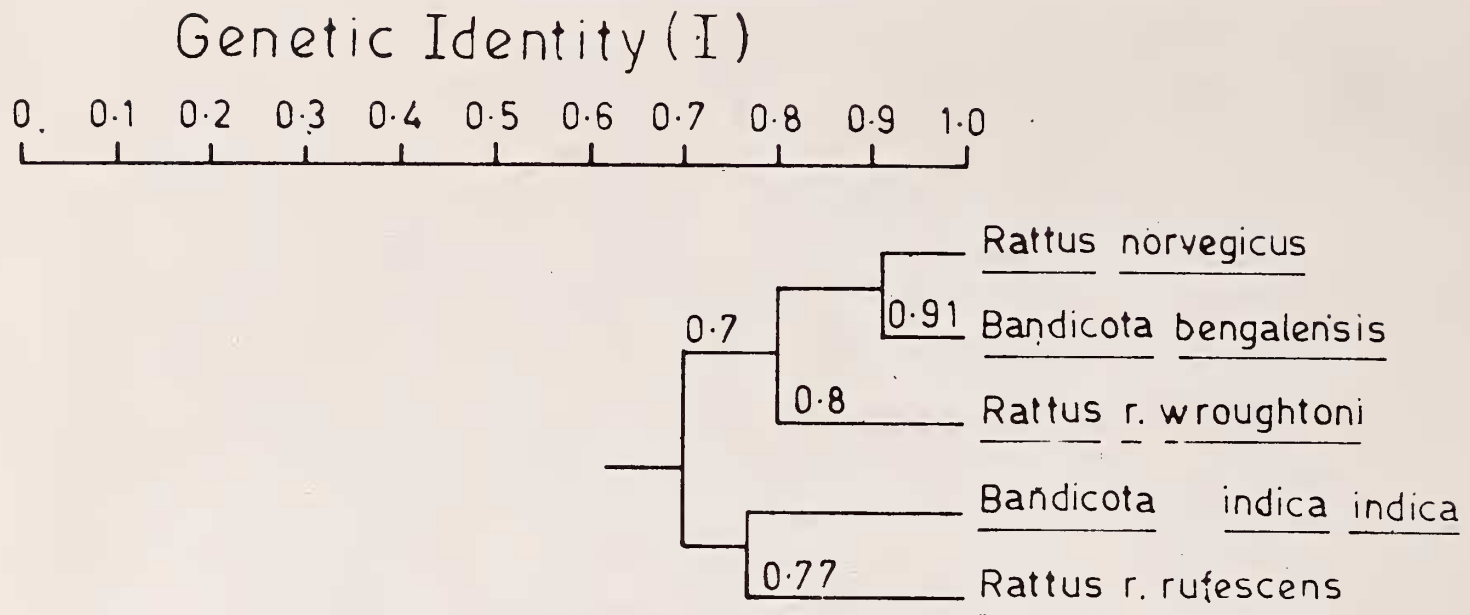 Genetic Identity (I)
0. 0.1 0.2 0.3 0.4 0.5 0.6 0.7 0.8 0.9 1.0
Rattus norvegicus
0.91
Bandicota bengalensis
0.7
0.8
Rattus r. wroughtoni
Bandicota indica indica
0.77
Rattus r. rufescens